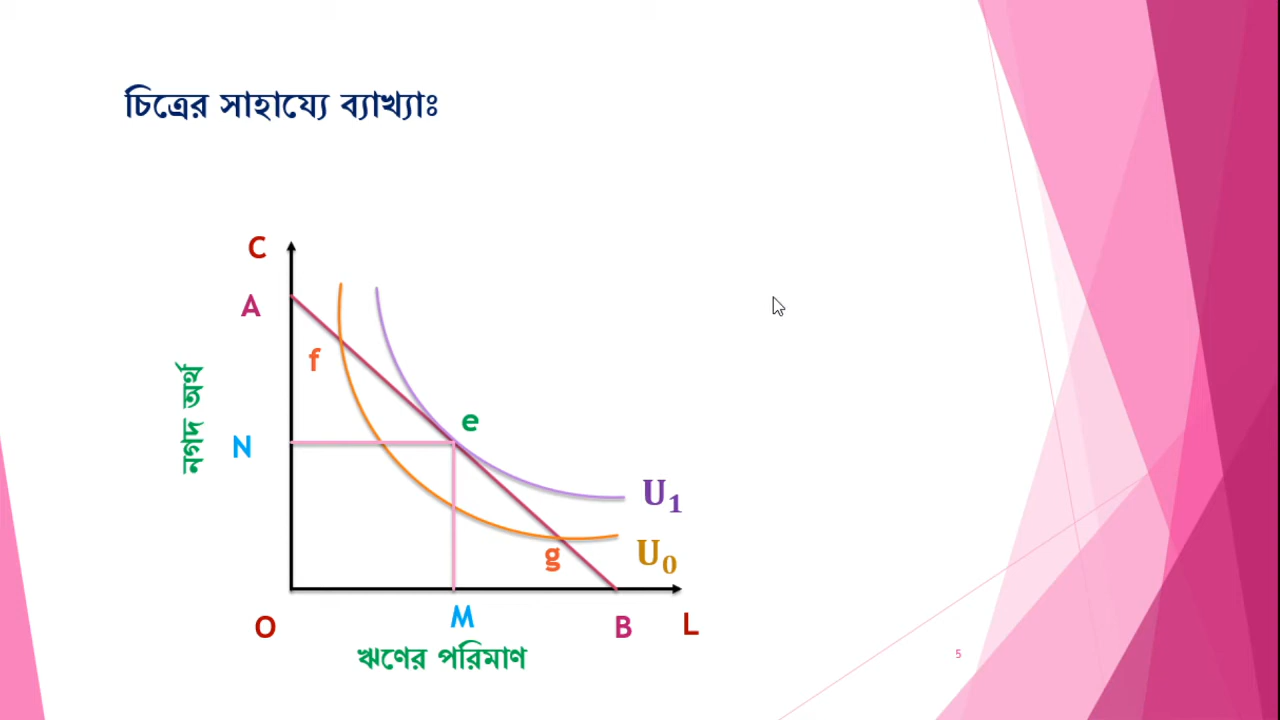 চিত্রের সাহায্যে ব্যাখ্যাঃ
C
A
f
নগদ অর্থ
e
N
U₁
U₀
g
M
O
B
L
ঋণের পরিমাণ
5